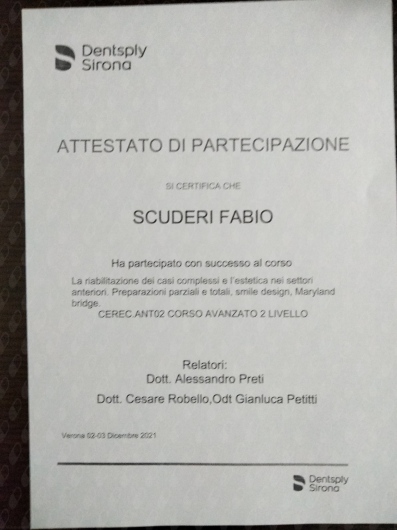 Dentsply
Sirona
ATTESTATO DI PARTECIPAZIONE
SI CERTIFICA CHE
SCUDERI FABIO
Ha partecipato con successo al corso
La riabilitazione dei casi complessi e l'estetica nei settori
anteriori. Preparazioni parziali e totali, smile design, Maryland
bridge.
CEREC ANT02 CORSO AVANZATO 2 LIVELLO
Relatori:
Dott. Alessandro Preti
Dott. Cesare Robello,Odt Gianluca Petitti
Verona 02-03 Dicembre 2021
Dentsply
Sirona